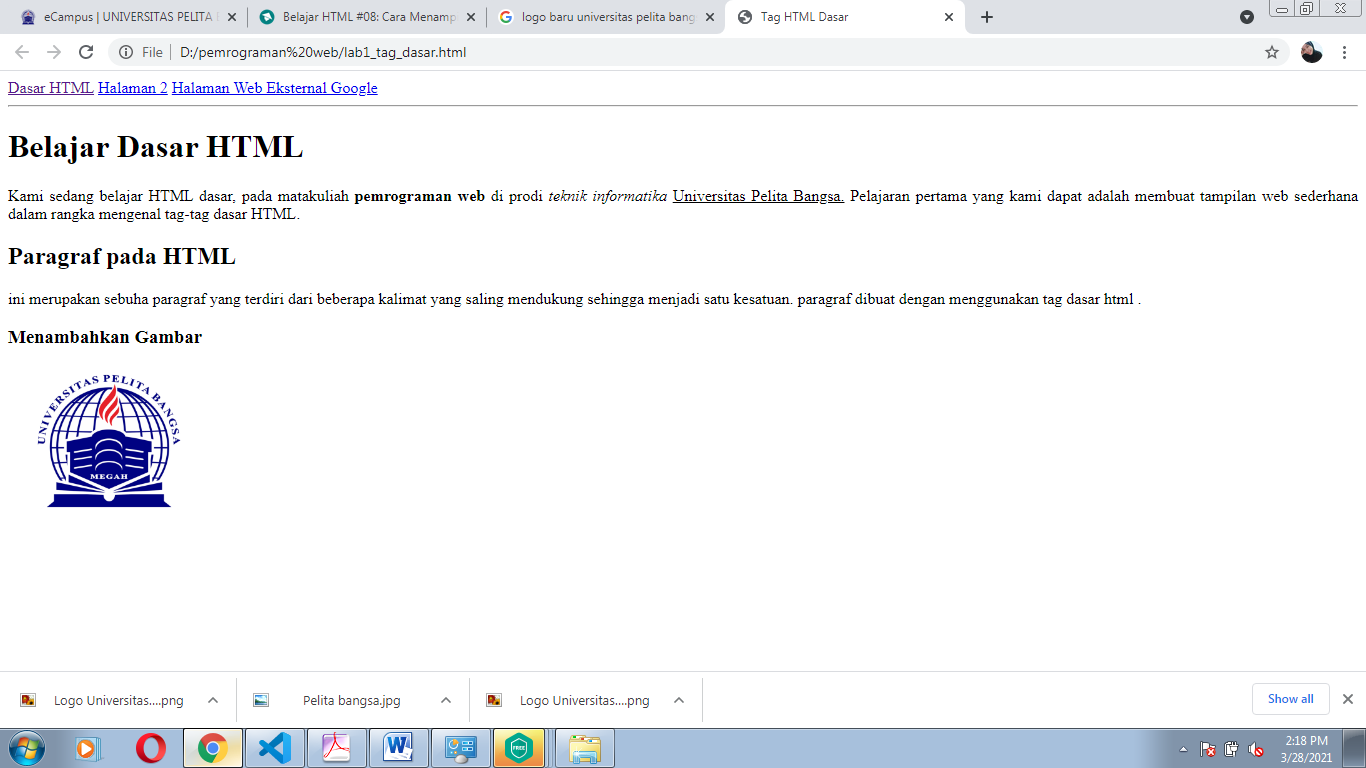 eCampus | UNIVERSITAS PELITA
Belajar HTML #08: Cara Menamp
logo baru universitas pelita bang
Tag HTML Dasar
File
D:/pemrograman%20web/lab1_tag_dasar.html
Dasar HTML Halaman 2 Halaman Web Eksternal Google
Belajar Dasar HTML
Kami sedang belajar HTML dasar, pada matakuliah pemrograman web di prodi teknik informatika Universitas Pelita Bangsa. Pelajaran pertama yang kami dapat adalah membuat tampilan web sederhana
dalam rangka mengenal tag-tag dasar HTML.
Paragraf pada HTML
ini merupakan sebuha paragraf yang terdiri dari beberapa kalimat yang saling mendukung sehingga menjadi satu kesatuan. paragraf dibuat dengan menggunakan tag dasar html .
Menambahkan Gambar
UNIVERSITAS PELITA BANGSA
MEGAH
Logo Universitas....png
Pelita bangsa.jpg
Logo Universitas....png
Show all
FREE
2:18 PM
3/28/2021